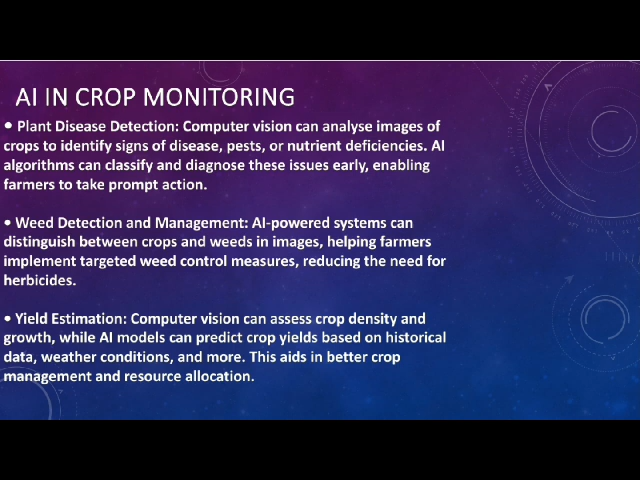 AI IN CROP MONITORING
• Plant Disease Detection: Computer vision can analyse images of
crops to identify signs of disease, pests, or nutrient deficiencies. AI
algorithms can classify and diagnose these issues early, enabling
farmers to take prompt action.
• Weed Detection and Management: AI-powered systems can
distinguish between crops and weeds in images, helping farmers
implement targeted weed control measures, reducing the need for
herbicides.
• Yield Estimation: Computer vision can assess crop density and
growth, while AI models can predict crop yields based on historical
data, weather conditions, and more. This aids in better crop
management and resource allocation.